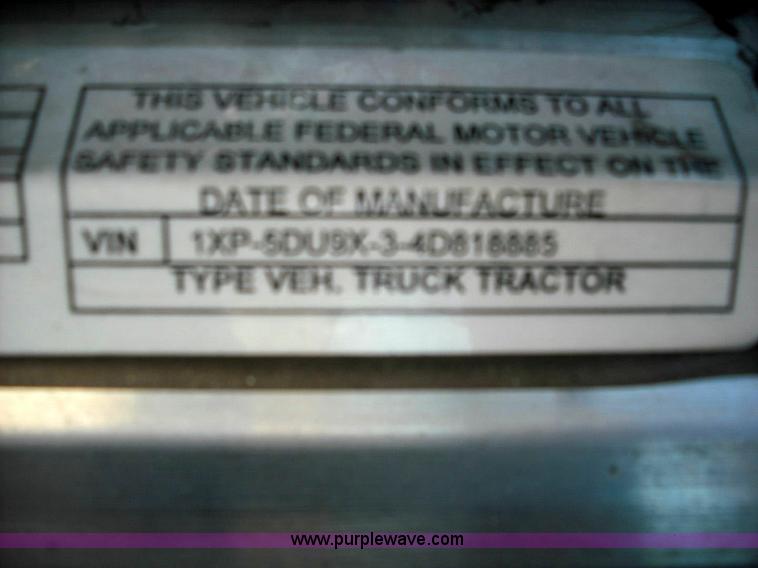 THIS VEHICLE CONFORMS TO ALL
APPLICABLE FEDERAL MOTOR VEHICLE
SAFETY STANDARDS IN EFFECT ON THE
DATE OF MANUFACTURE
VIN 1XP-5DU9X-3-4D818885
TYPE VEH. TRUCK TRACTOR
www.purplewave.com